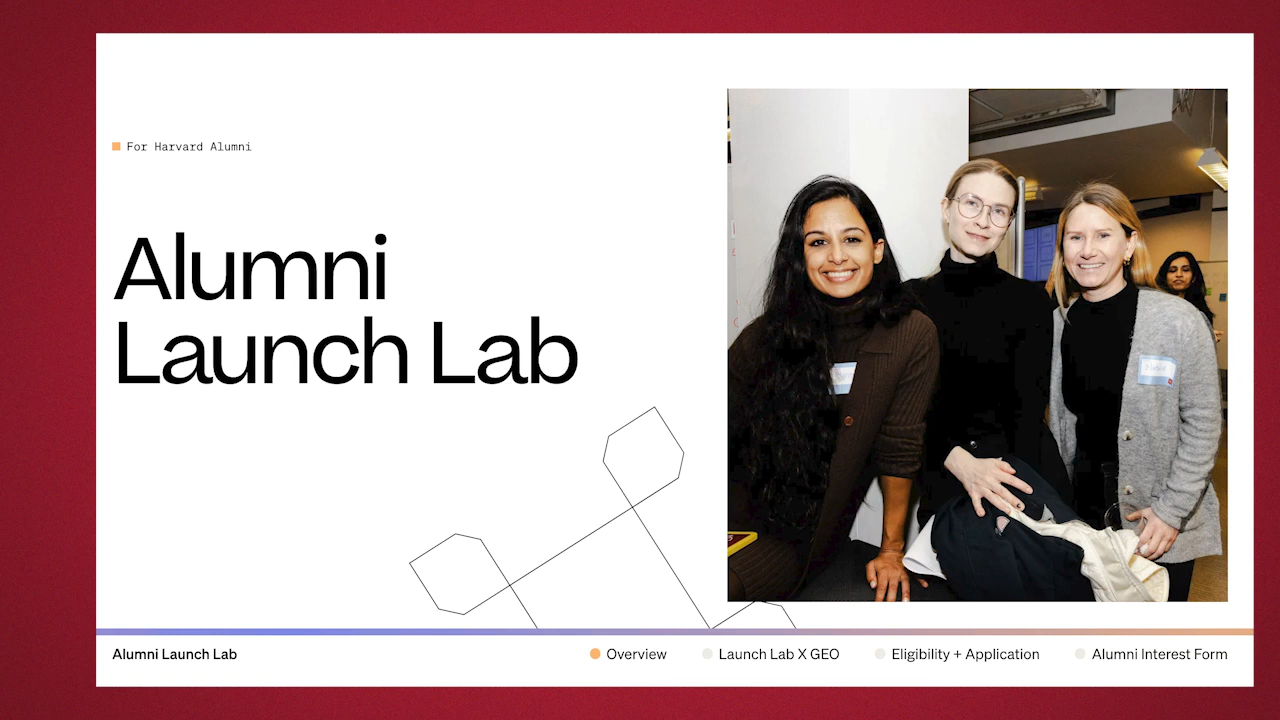 For Harvard Alumni
Alumni
Launch Lab
Alumni Launch Lab
Overview
Launch Lab X GEO
Eligibility + Application
Alumni Interest Form